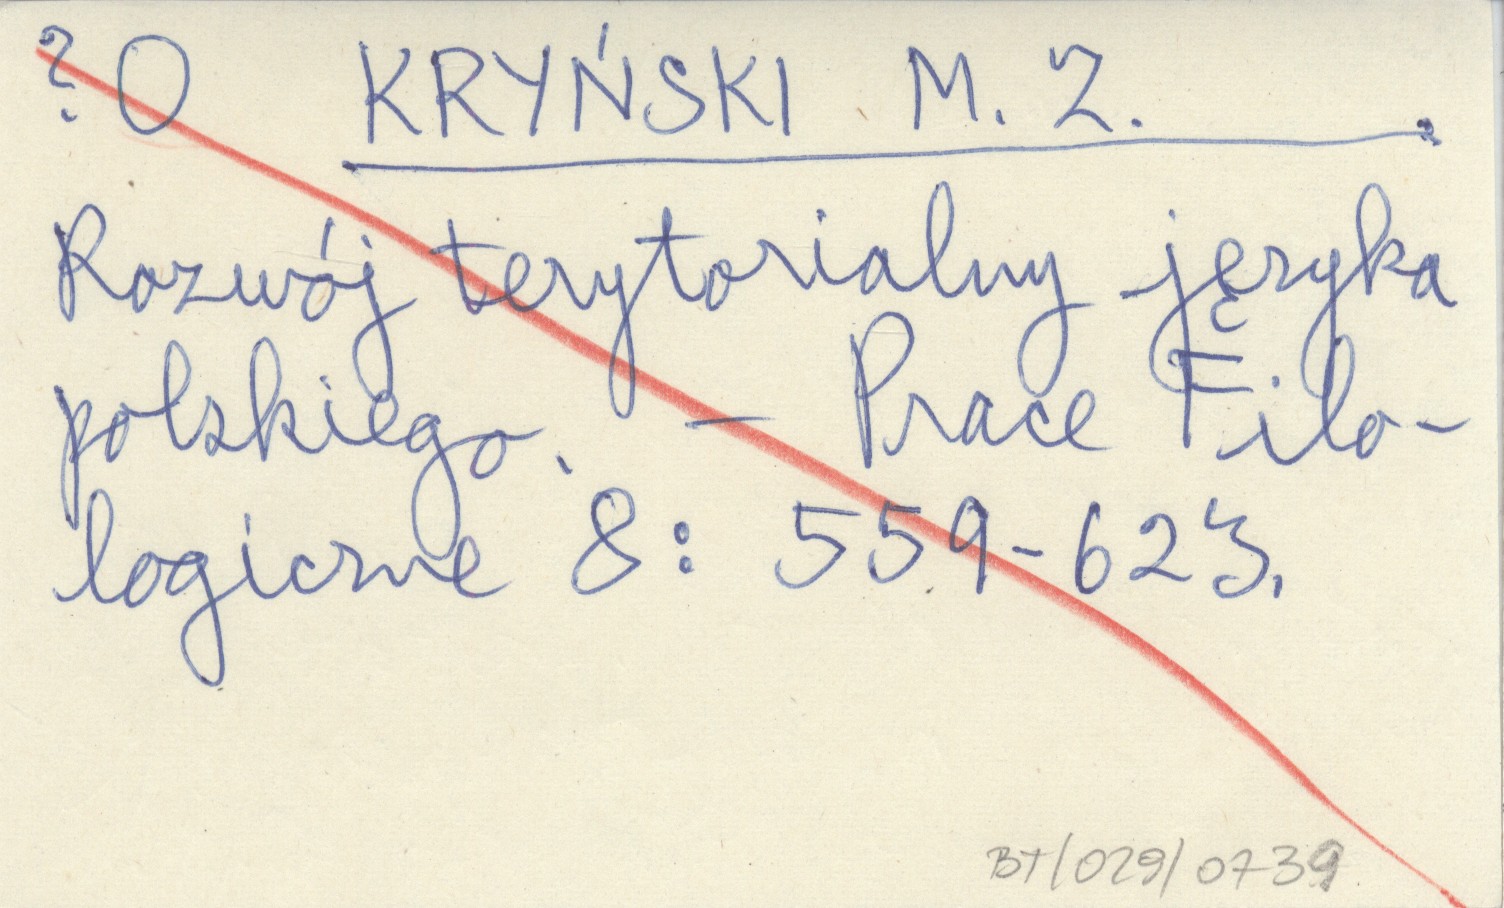 ? O KRYŃSKI M. Z.
Rozwój terytorialny języka
polskiego. — Prace Filo-
logiczne 8: 559-623.
BT/029/0739